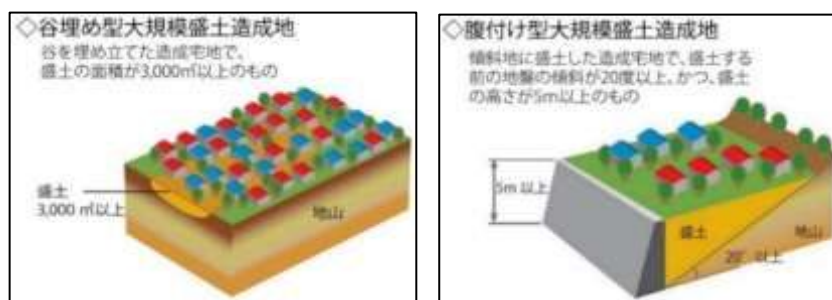 ◇谷埋め型大規模盛土造成地
谷を埋め立てた造成宅地で、
盛土の面積が3,000㎡以上のもの
盛土
3,000 ㎡以上
地山
◇腹付け型大規模盛土造成地
傾斜地に盛土した造成宅地で、盛土する
前の地盤の傾斜が20度以上、かつ、盛土
の高さが5m以上のもの
5m 以上
盛土
地山
20° 以上